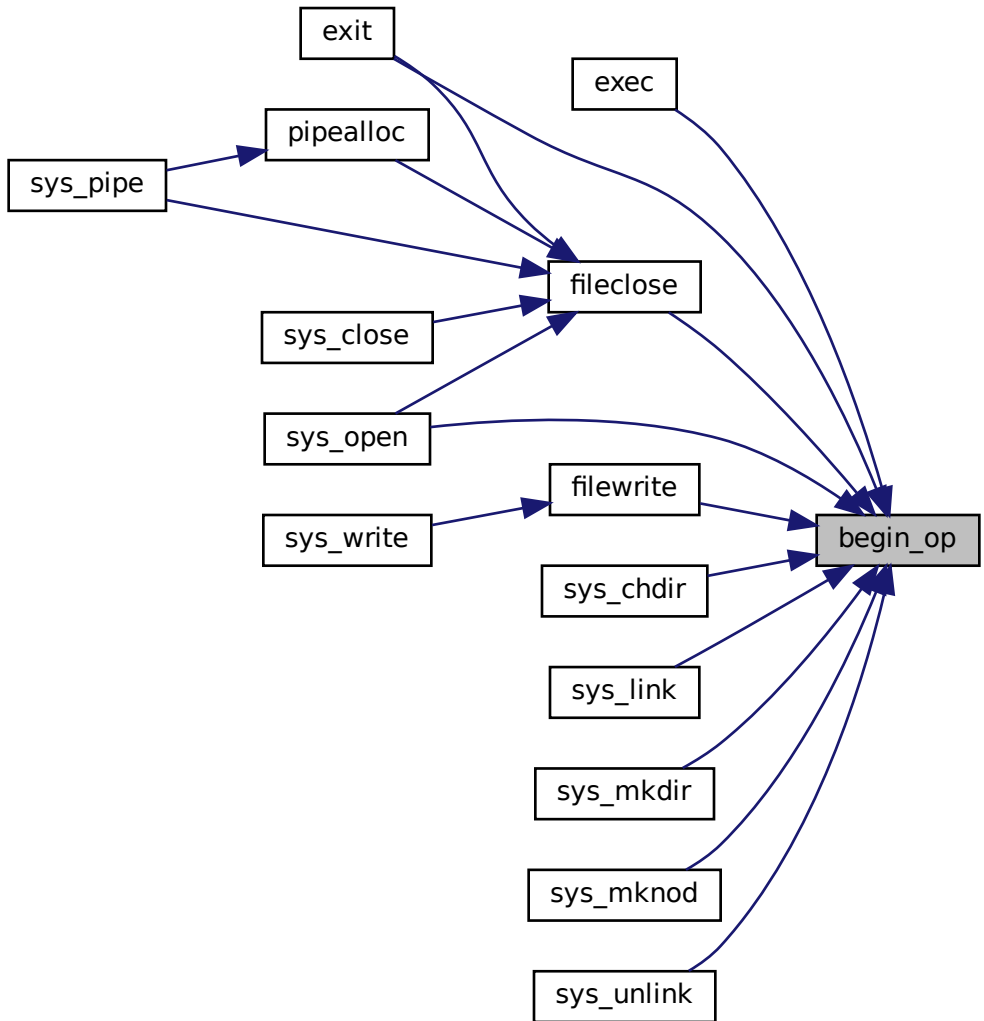 exit
exec
pipealloc
sys_pipe
fileclose
sys_close
sys_open
filewrite
sys_write
begin_op
sys_chdir
sys_link
sys_mkdir
sys_mknod
sys_unlink